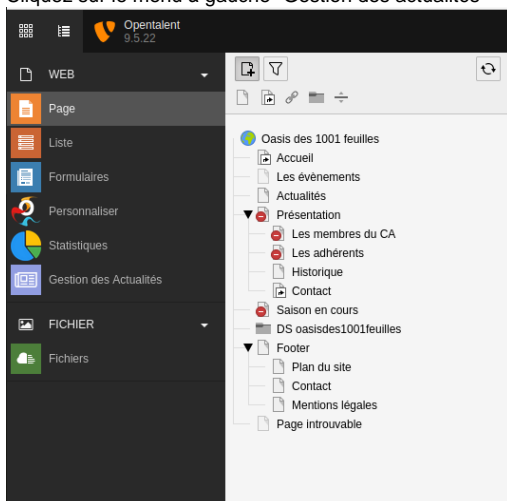 Cliquez sur le menu à gauche "Gestion des actualités"
Opentalent
9.5.22
WEB
Page
Liste
Formulaires
Personnaliser
Statistiques
Gestion des Actualités
FICHIER
Fichiers
Oasis des 1001 feuilles
Accueil
Les évènements
Actualités
Présentation
Les membres du CA
Les adhérents
Historique
Contact
Saison en cours
DS oasisdes1001feuilles
Footer
Plan du site
Contact
Mentions légales
Page introuvable